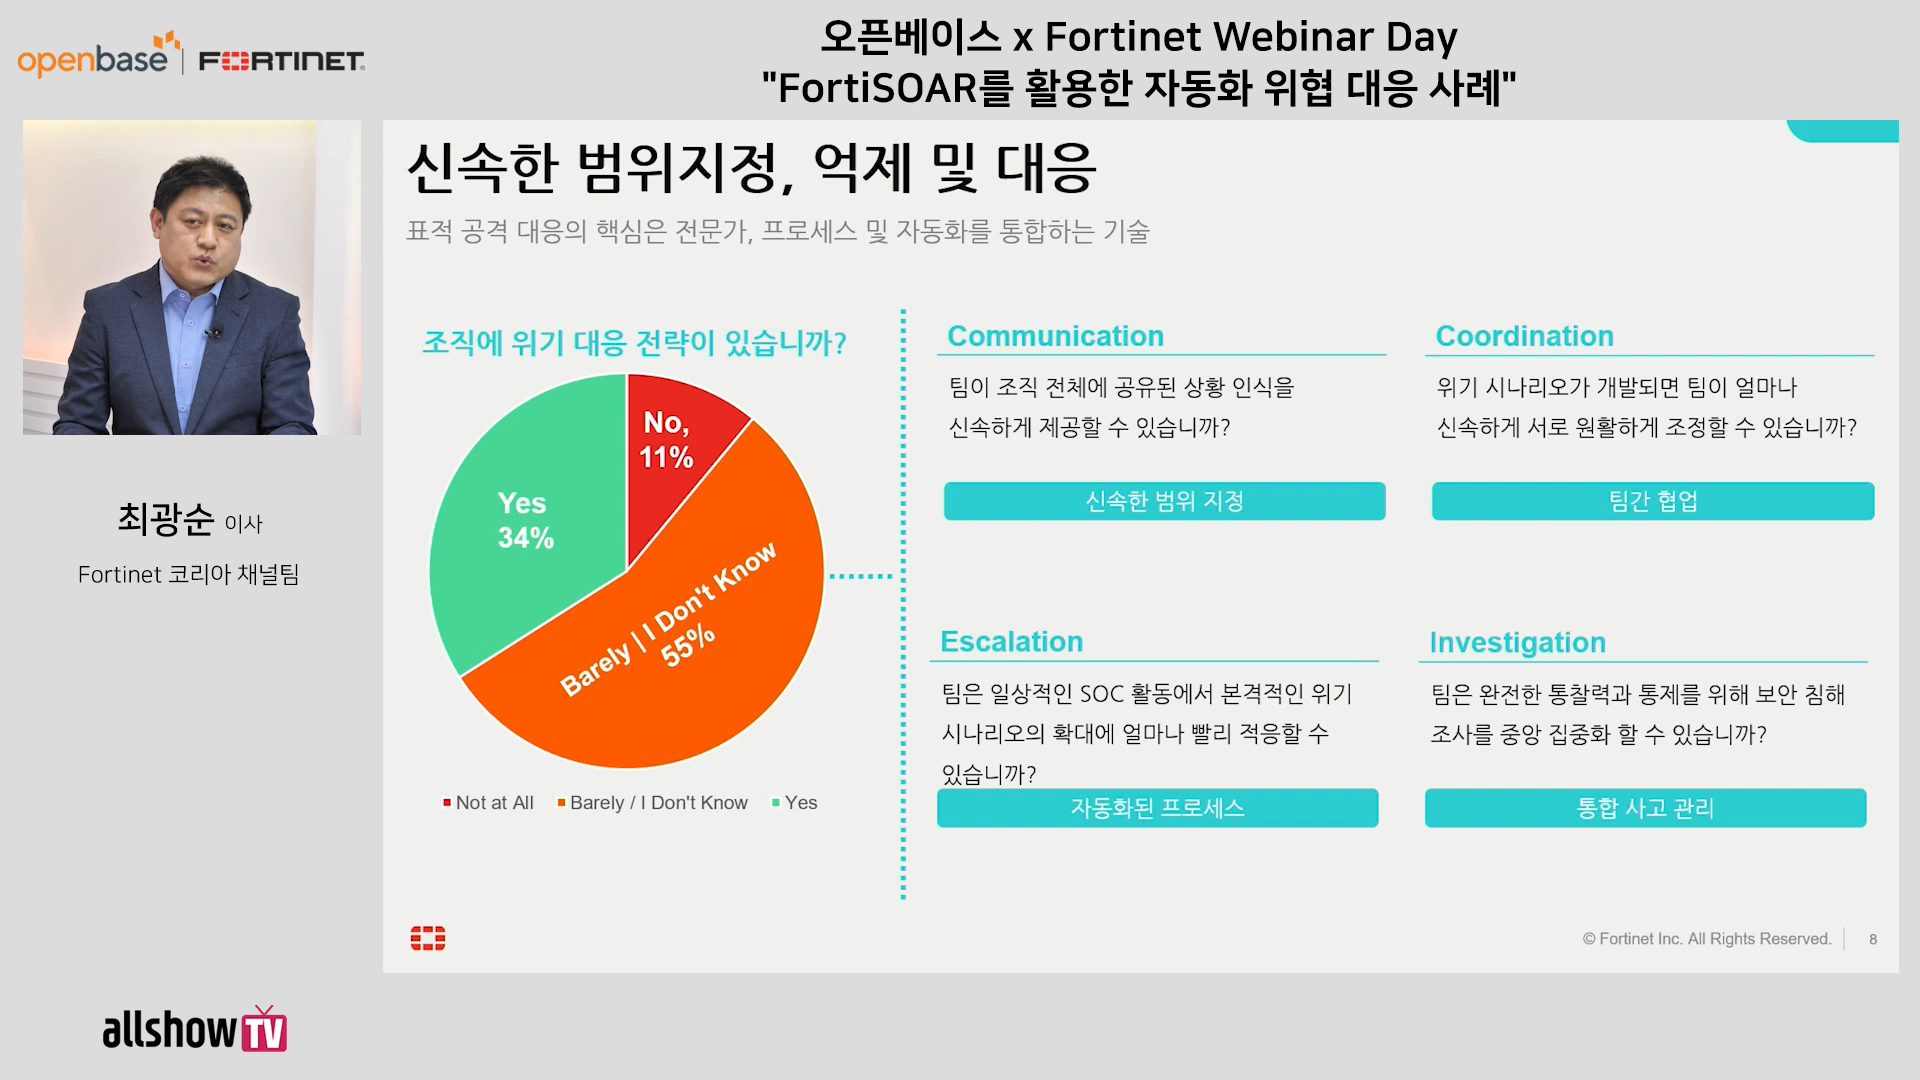 openbase | FORTINET
오픈베이스 x Fortinet Webinar Day
"FortiSOAR를 활용한 자동화 위협 대응 사례"
최광순 이사
Fortinet 코리아 채널팀
신속한 범위지정, 억제 및 대응
표적 공격 대응의 핵심은 전문가, 프로세스 및 자동화를 통합하는 기술
조직에 위기 대응 전략이 있습니까?
No,
11%
Yes
34%
Barely | I Don't Know
55%
Not at All
Barely / I Don't Know
Yes
Communication
팀이 조직 전체에 공유된 상황 인식을
신속하게 제공할 수 있습니까?
신속한 범위 지정
Coordination
위기 시나리오가 개발되면 팀이 얼마나
신속하게 서로 원활하게 조정할 수 있습니까?
팀간 협업
Escalation
팀은 일상적인 SOC 활동에서 본격적인 위기
시나리오의 확대에 얼마나 빨리 적응할 수
있습니까?
자동화된 프로세스
Investigation
팀은 완전한 통찰력과 통제를 위해 보안 침해
조사를 중앙 집중화 할 수 있습니까?
통합 사고 관리
© Fortinet Inc. All Rights Reserved.
8
allshow TV